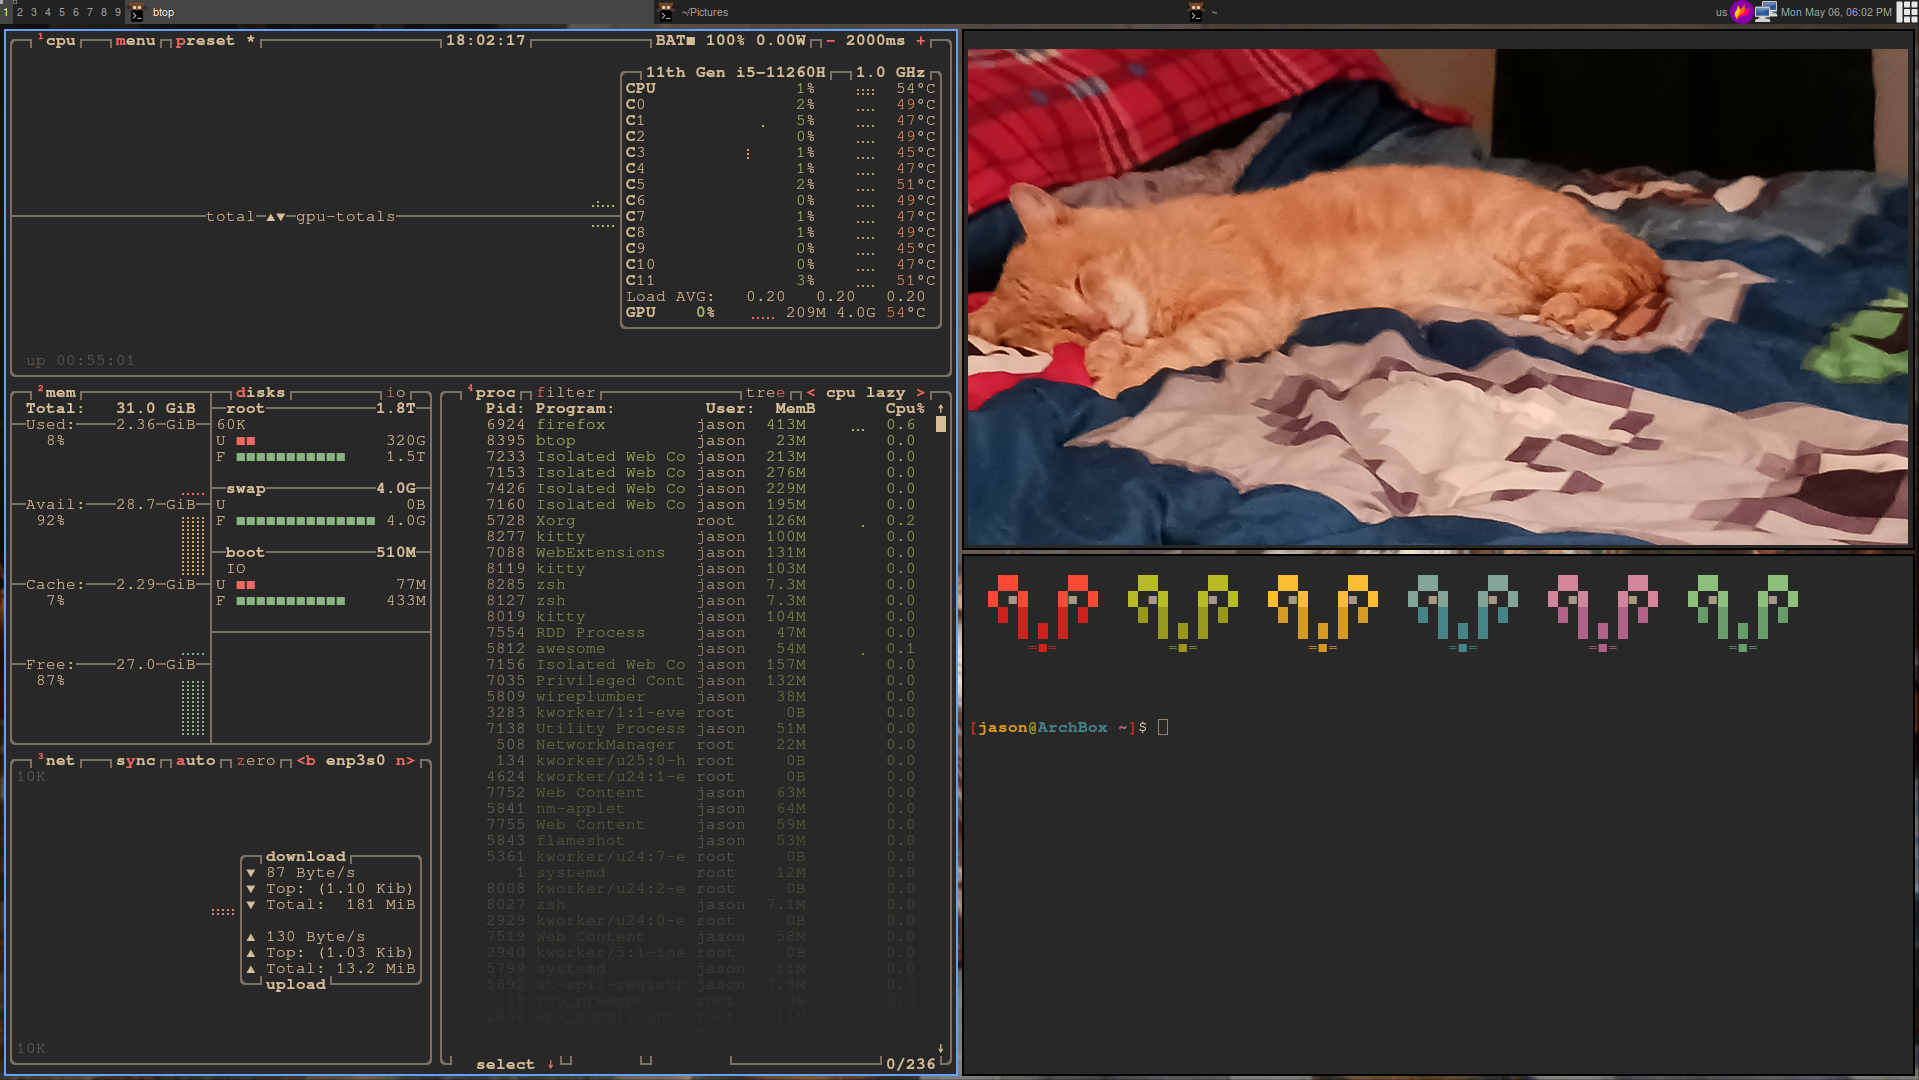 1 2 3 4 5 6 7 8 9 btop ~/Pictures ~ us Mon May 06, 06:02 PM
¹cpu menu preset * 18:02:17 BAT■ 100% 0.00W - 2000ms +
11th Gen i5-11260H 1.0 GHz
CPU 1% 54°C
C0 2% 49°C
C1 5% 47°C
C2 0% 49°C
C3 1% 45°C
C4 1% 47°C
C5 2% 51°C
C6 0% 49°C
C7 1% 47°C
C8 1% 49°C
C9 0% 45°C
C10 0% 47°C
C11 3% 51°C
Load AVG: 0.20 0.20 0.20
GPU 0% 209M 4.0G 54°C
total ▲▼ gpu-totals
up 00:55:01
²mem
Total: 31.0 GiB
Used: 2.36 GiB
8%
Avail: 28.7 GiB
92%
Cache: 2.29 GiB
7%
Free: 27.0 GiB
87%
disks io
root 1.8T
60K
U 320G
F 1.5T
swap 4.0G
U 0B
F 4.0G
boot 510M
IO
U 77M
F 433M
³net sync auto zero <b enp3s0 n>
10K
download
▼ 87 Byte/s
▼ Top: (1.10 Kib)
▼ Total: 181 MiB
▲ 130 Byte/s
▲ Top: (1.03 Kib)
▲ Total: 13.2 MiB
upload
10K
⁴proc filter tree < cpu lazy >
Pid: Program: User: MemB Cpu% ↑
6924 firefox jason 413M 0.6
8395 btop jason 23M 0.0
7233 Isolated Web Co jason 213M 0.0
7153 Isolated Web Co jason 276M 0.0
7426 Isolated Web Co jason 229M 0.0
7160 Isolated Web Co jason 195M 0.0
5728 Xorg root 126M 0.2
8277 kitty jason 100M 0.0
7088 WebExtensions jason 131M 0.0
8119 kitty jason 103M 0.0
8285 zsh jason 7.3M 0.0
8127 zsh jason 7.3M 0.0
8019 kitty jason 104M 0.0
7554 RDD Process jason 47M 0.0
5812 awesome jason 54M 0.1
7156 Isolated Web Co jason 157M 0.0
7035 Privileged Cont jason 132M 0.0
5809 wireplumber jason 38M 0.0
3283 kworker/1:1-eve root 0B 0.0
7138 Utility Process jason 51M 0.0
508 NetworkManager root 22M 0.0
134 kworker/u25:0-h root 0B 0.0
4624 kworker/u24:1-e root 0B 0.0
7752 Web Content jason 63M 0.0
5841 nm-applet jason 64M 0.0
7755 Web Content jason 59M 0.0
5843 flameshot jason 53M 0.0
5361 kworker/u24:7-e root 0B 0.0
1 systemd root 12M 0.0
8008 kworker/u24:2-e root 0B 0.0
8027 zsh jason 7.1M 0.0
2929 kworker/u24:0-e root 0B 0.0
7519 Web Content jason 58M 0.0
2940 kworker/5:1-ine root 0B 0.0
5799 systemd jason 11M 0.0
5892 at-spi2-registr jason 7.8M 0.0
18 rcu_preempt root 0B 0.0
2064 wpa_supplicant root 11M 0.0
select ↓ 0/236
[jason@ArchBox ~]$